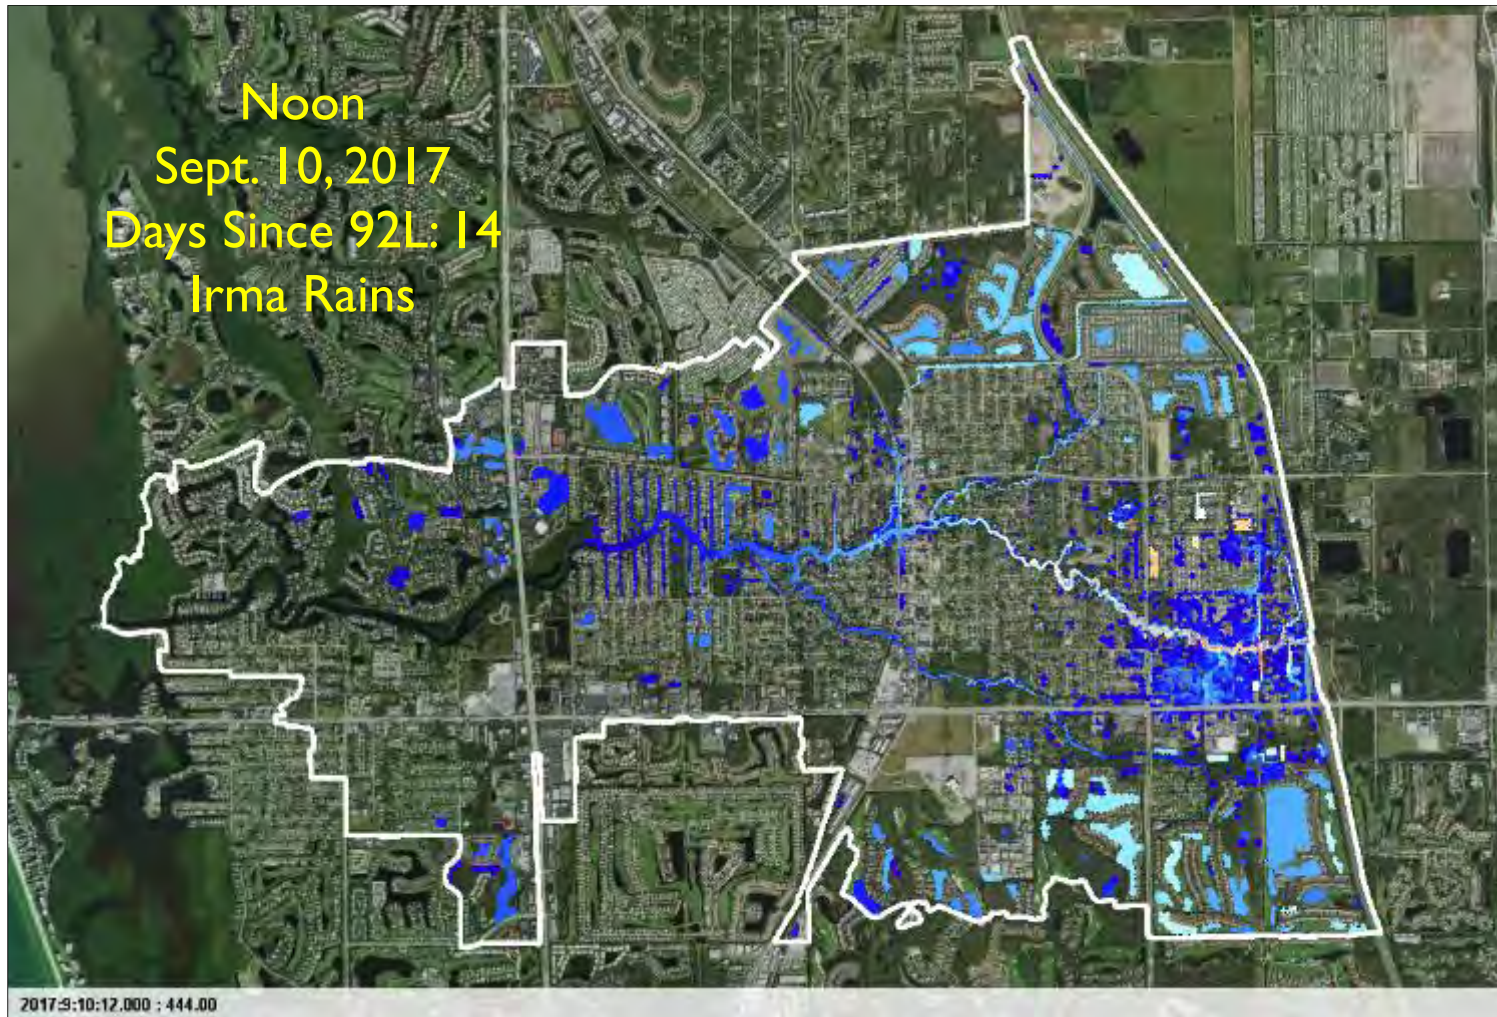 Noon
Sept. 10, 2017
Days Since 92L: 14
Irma Rains
2017:9:10:12.000 : 444.00